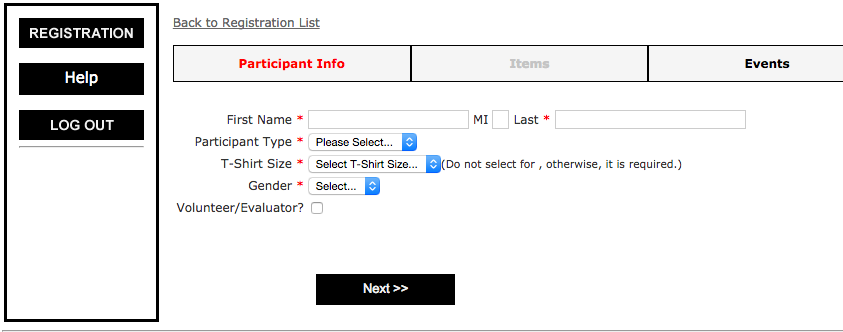 REGISTRATION
Help
LOG OUT
Back to Registration List
Participant Info Items Events
First Name * MI Last *
Participant Type * Please Select...
T-Shirt Size * Select T-Shirt Size... (Do not select for , otherwise, it is required.)
Gender * Select...
Volunteer/Evaluator?
Next >>